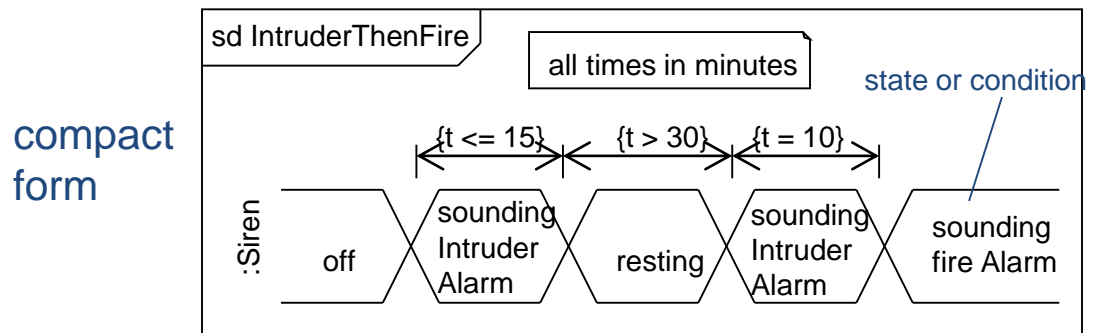 sd IntruderThenFire
all times in minutes
state or condition
compact
form
{t <= 15}
{t > 30}
{t = 10}
:Siren
off
sounding
Intruder
Alarm
resting
sounding
Intruder
Alarm
sounding
fire Alarm